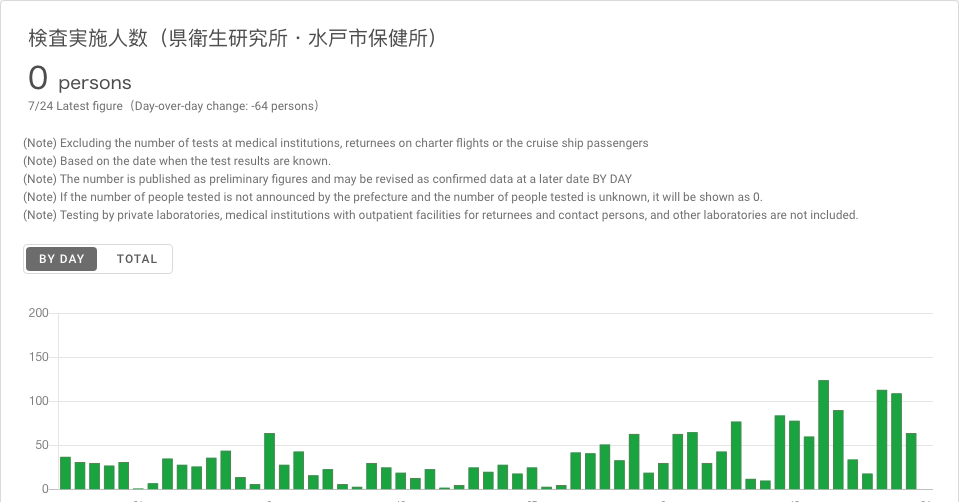 検査実施人数（県衛生研究所・水戸市保健所）
0 persons
7/24 Latest figure（Day-over-day change: -64 persons）
(Note) Excluding the number of tests at medical institutions, returnees on charter flights or the cruise ship passengers
(Note) Based on the date when the test results are known.
(Note) The number is published as preliminary figures and may be revised as confirmed data at a later date BY DAY
(Note) If the number of people tested is not announced by the prefecture and the number of people tested is unknown, it will be shown as 0.
(Note) Testing by private laboratories, medical institutions with outpatient facilities for returnees and contact persons, and other laboratories are not included.
BY DAY TOTAL
200
150
100
50
0